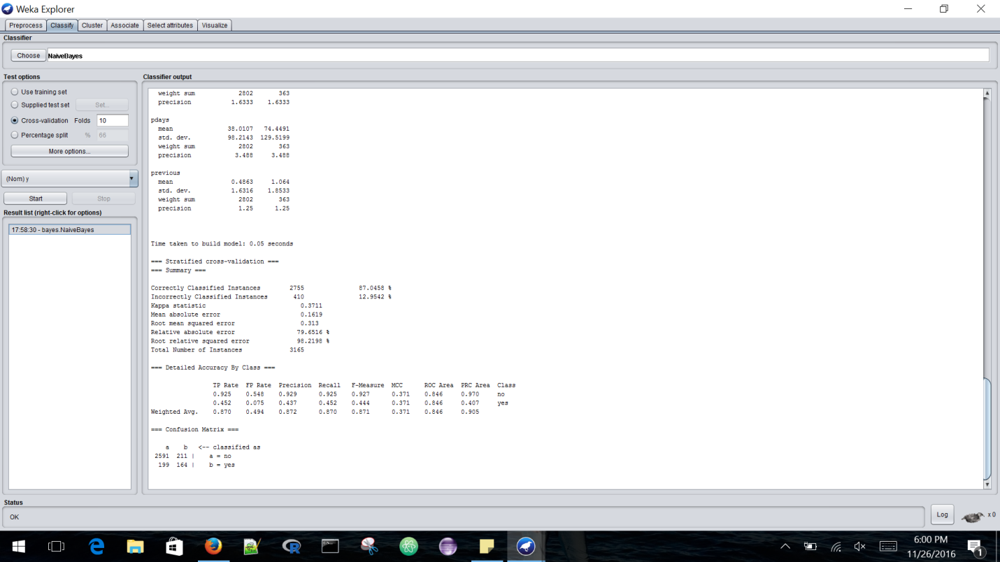 Weka Explorer
Preprocess Classify Cluster Associate Select attributes Visualize
Classifier
Choose NaiveBayes
Test options
Use training set
Supplied test set Set...
Cross-validation Folds 10
Percentage split % 66
More options...
(Nom) y
Start Stop
Result list (right-click for options)
17:58:30 - bayes.NaiveBayes
Classifier output
weight sum 2802 363
precision 1.6333 1.6333
pdays
mean 38.0107 74.4491
std. dev. 98.2143 129.5199
weight sum 2802 363
precision 3.488 3.488
previous
mean 0.4863 1.064
std. dev. 1.6316 1.8533
weight sum 2802 363
precision 1.25 1.25
Time taken to build model: 0.05 seconds
=== Stratified cross-validation ===
=== Summary ===
Correctly Classified Instances 2755 87.0458 %
Incorrectly Classified Instances 410 12.9542 %
Kappa statistic 0.3711
Mean absolute error 0.1619
Root mean squared error 0.313
Relative absolute error 79.6516 %
Root relative squared error 98.2198 %
Total Number of Instances 3165
=== Detailed Accuracy By Class ===
TP Rate FP Rate Precision Recall F-Measure MCC ROC Area PRC Area Class
0.925 0.548 0.929 0.925 0.927 0.371 0.846 0.970 no
0.452 0.075 0.437 0.452 0.444 0.371 0.846 0.407 yes
Weighted Avg. 0.870 0.494 0.872 0.870 0.871 0.371 0.846 0.905
=== Confusion Matrix ===
a b <-- classified as
2591 211 | a = no
199 164 | b = yes
Status
OK
Log
x 0
6:00 PM
11/26/2016
1